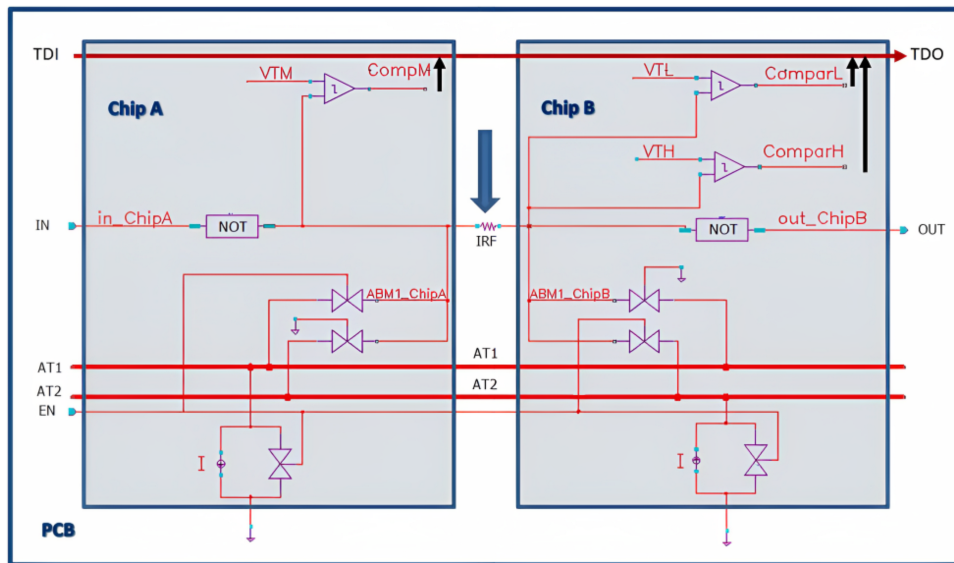 TDI
TDO
VTM
CompM
VTL
ComparL
Chip A
Chip B
VTH
ComparH
IN
in_ChipA
NOT
IRF
NOT
out_ChipB
OUT
ABM1_ChipA
ABM1_ChipB
AT1
AT1
AT2
AT2
EN
I
I
PCB